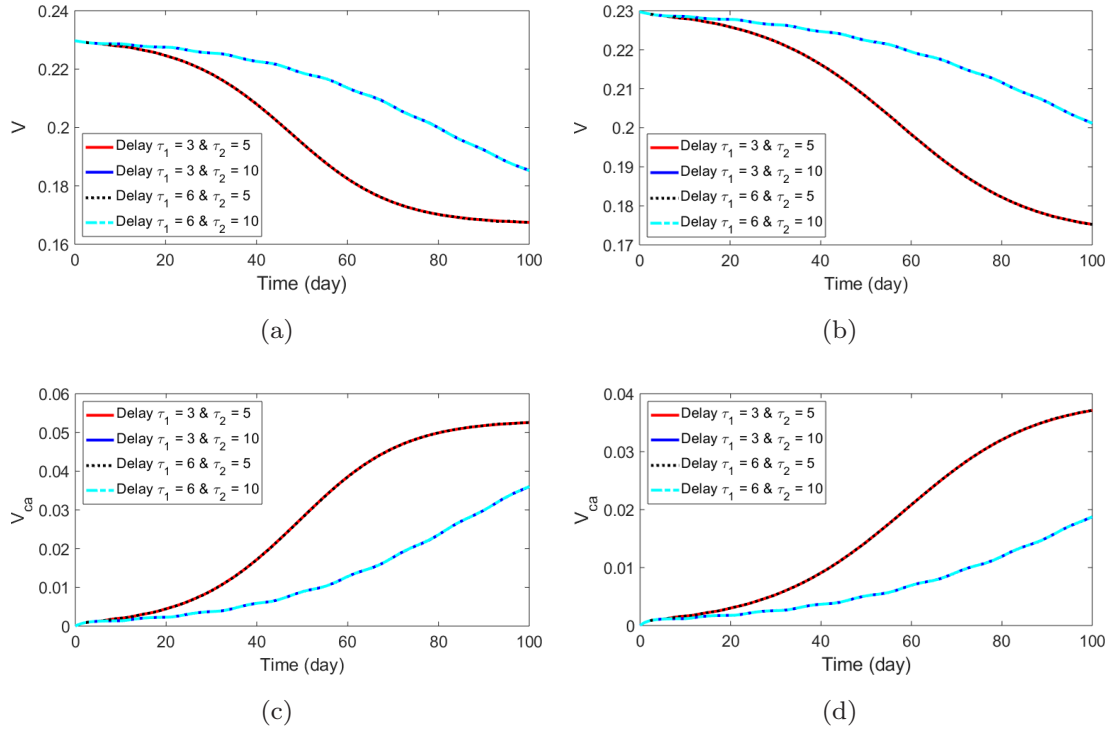 0.24
0.22
0.2
0.18
0.16
V
Delay τ1 = 3 & τ2 = 5
Delay τ1 = 3 & τ2 = 10
Delay τ1 = 6 & τ2 = 5
Delay τ1 = 6 & τ2 = 10
0 20 40 60 80 100
Time (day)
(a)
0.23
0.22
0.21
0.2
0.19
0.18
0.17
V
Delay τ1 = 3 & τ2 = 5
Delay τ1 = 3 & τ2 = 10
Delay τ1 = 6 & τ2 = 5
Delay τ1 = 6 & τ2 = 10
0 20 40 60 80 100
Time (day)
(b)
0.06
0.05
0.04
0.03
0.02
0.01
0
Vca
Delay τ1 = 3 & τ2 = 5
Delay τ1 = 3 & τ2 = 10
Delay τ1 = 6 & τ2 = 5
Delay τ1 = 6 & τ2 = 10
0 20 40 60 80 100
Time (day)
(c)
0.04
0.03
0.02
0.01
0
Vca
Delay τ1 = 3 & τ2 = 5
Delay τ1 = 3 & τ2 = 10
Delay τ1 = 6 & τ2 = 5
Delay τ1 = 6 & τ2 = 10
0 20 40 60 80 100
Time (day)
(d)